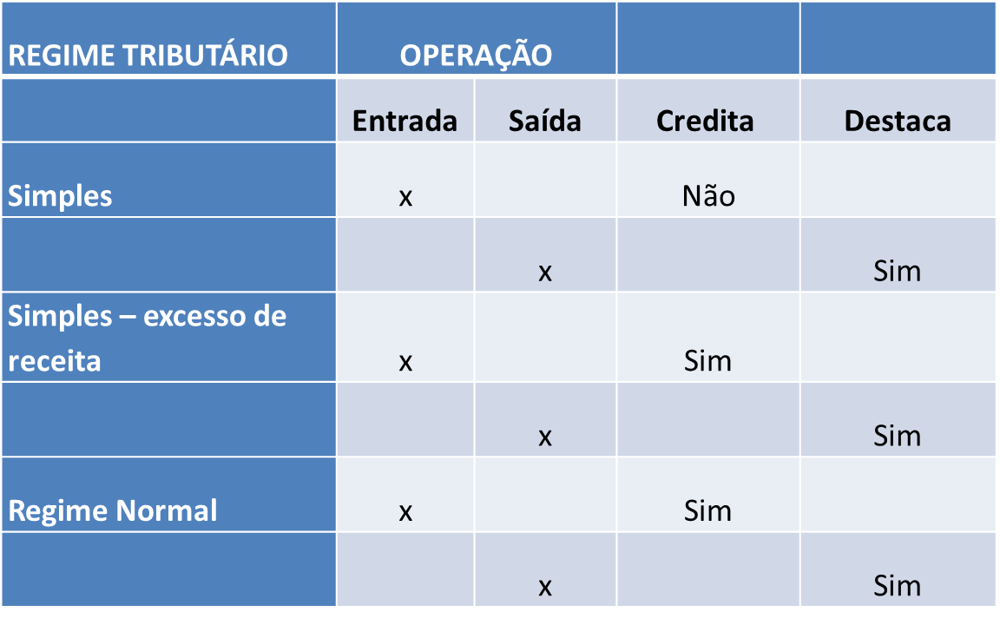 REGIME TRIBUTÁRIO OPERAÇÃO
Entrada Saída Credita Destaca
Simples x Não
x Sim
Simples – excesso de
receita x Sim
x Sim
Regime Normal x Sim
x Sim